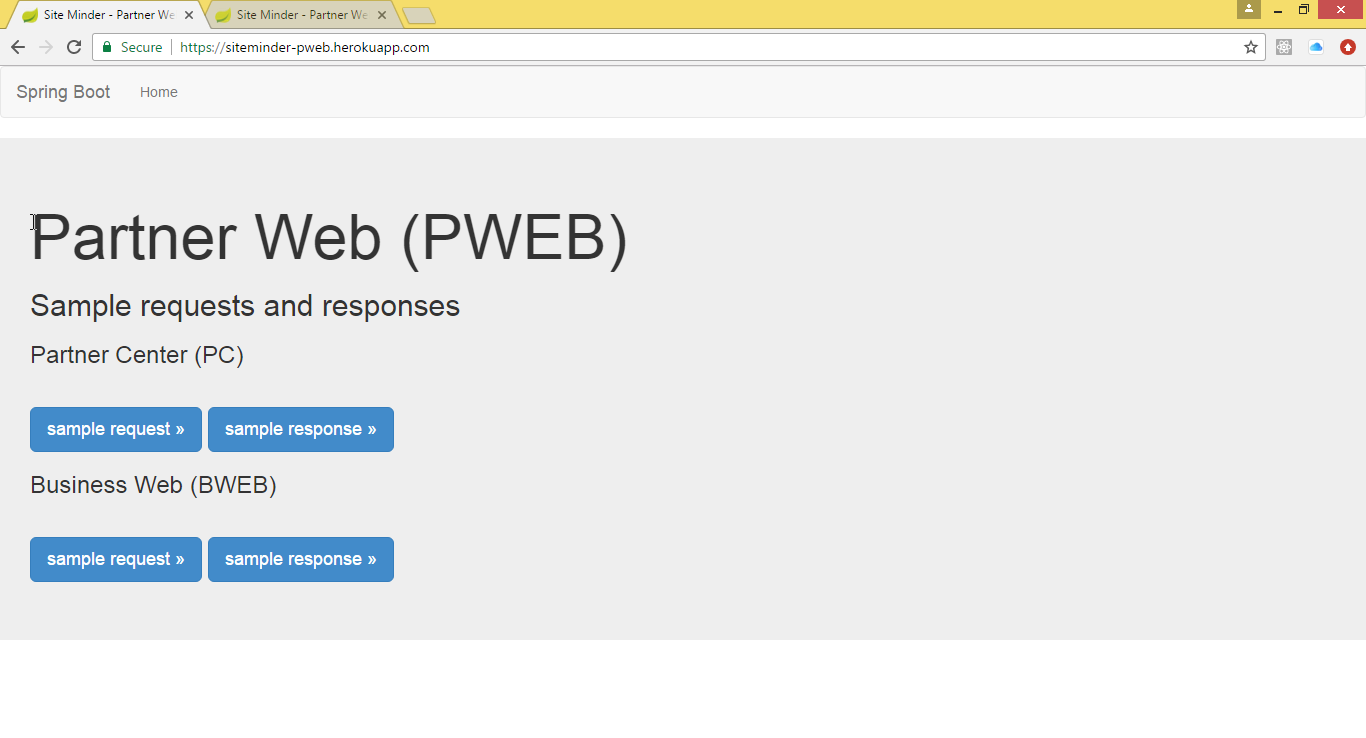 Site Minder - Partner We
Site Minder - Partner We
Secure
https://siteminder-pweb.herokuapp.com
Spring Boot Home
Partner Web (PWEB)
Sample requests and responses
Partner Center (PC)
sample request » sample response »
Business Web (BWEB)
sample request » sample response »